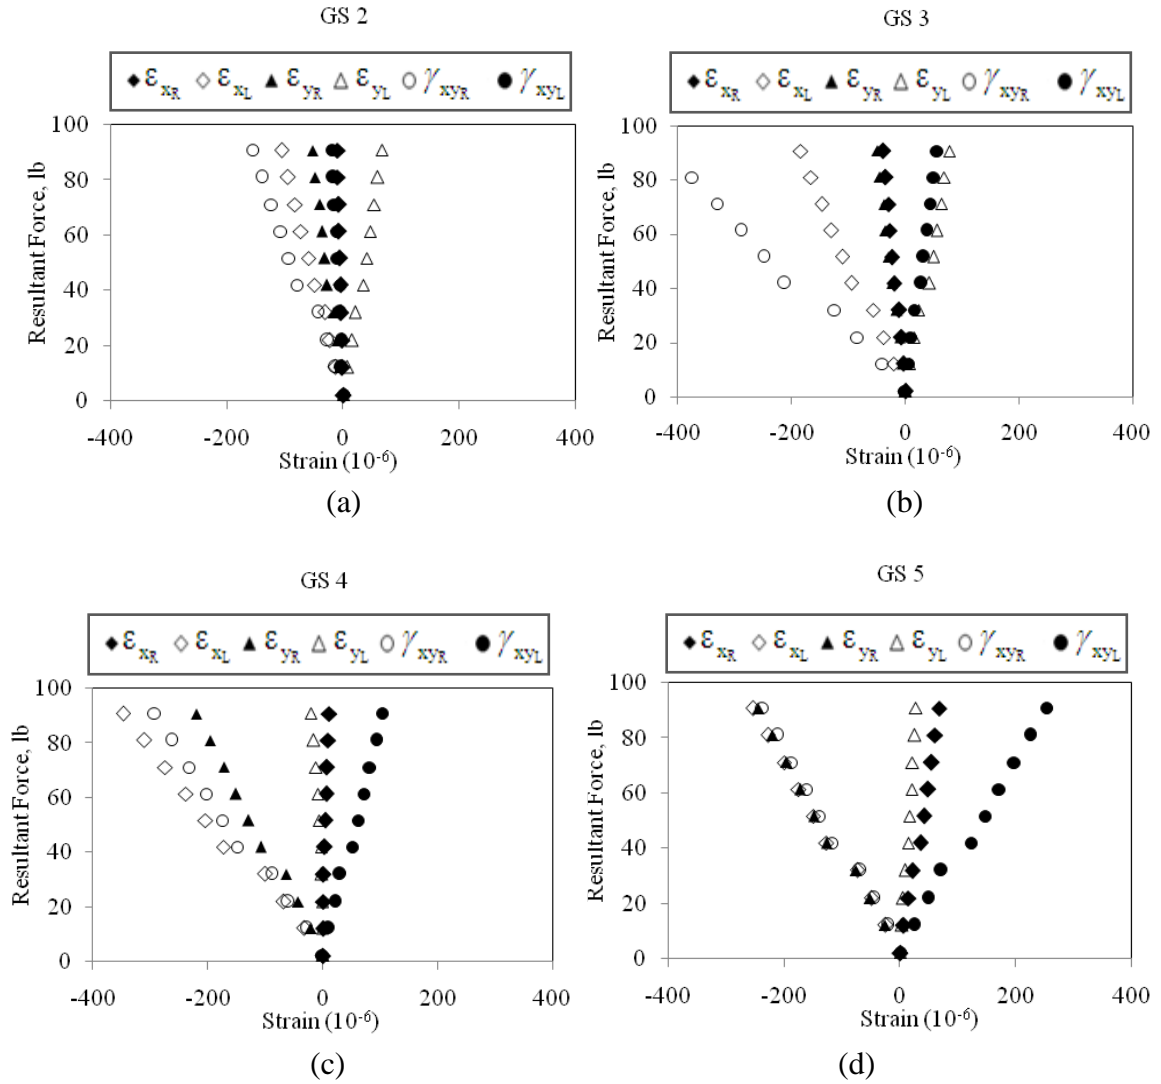 (a)
GS 2
ε_xR ε_xL ε_yR ε_yL γ_xyR γ_xyL
100
80
60
40
20
0
Resultant Force, lb
-400 -200 0 200 400
Strain (10^-6)
(a)
(b)
GS 3
ε_xR ε_xL ε_yR ε_yL γ_xyR γ_xyL
100
80
60
40
20
0
Resultant Force, lb
-400 -200 0 200 400
Strain (10^-6)
(b)
GS 4
ε_xR ε_xL ε_yR ε_yL γ_xyR γ_xyL
100
80
60
40
20
0
Resultant Force, lb
-400 -200 0 200 400
Strain (10^-6)
(c)
GS 5
ε_xR ε_xL ε_yR ε_yL γ_xyR γ_xyL
100
80
60
40
20
0
Resultant Force, lb
-400 -200 0 200 400
Strain (10^-6)
(d)